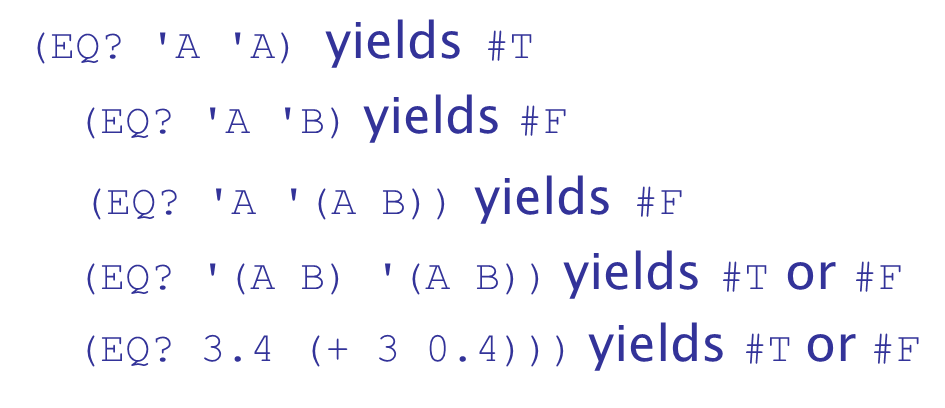 (EQ? 'A 'A) yields #T
(EQ? 'A 'B) yields #F
(EQ? 'A '(A B)) yields #F
(EQ? '(A B) '(A B)) yields #T or #F
(EQ? 3.4 (+ 3 0.4))) yields #T or #F